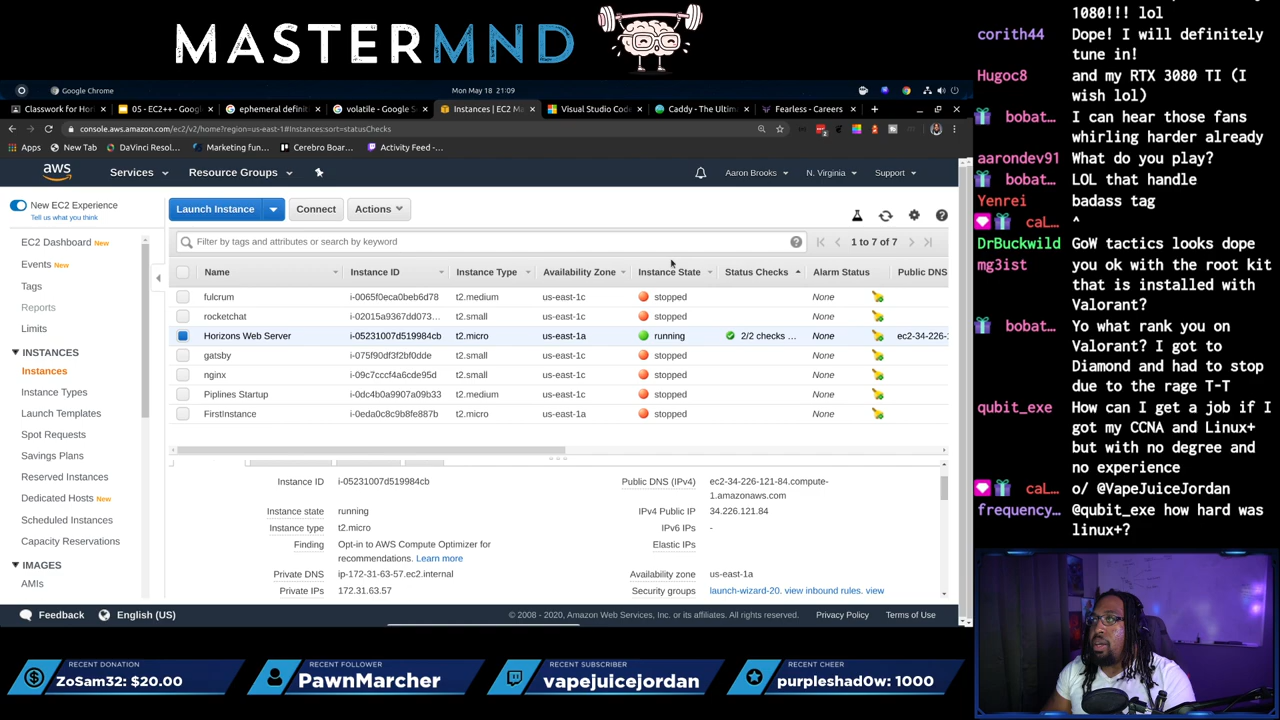 MASTERMND
Google Chrome
Mon May 18 21:09
Classwork for Hori
05 - EC2++ - Goog
ephemeral definit
volatile - Google S
Instances | EC2 M
Visual Studio Cod
Caddy - The Ultim
Fearless - Careers
console.aws.amazon.com/ec2/v2/home?region=us-east-1#Instances:sort=statusChecks
Apps
New Tab
DaVinci Resol...
Marketing fun...
Cerebro Boar...
Activity Feed -...
aws
Services
Resource Groups
Aaron Brooks
N. Virginia
Support
New EC2 Experience
Tell us what you think
EC2 Dashboard New
Events New
Tags
Reports
Limits
INSTANCES
Instances
Instance Types
Launch Templates
Spot Requests
Savings Plans
Reserved Instances
Dedicated Hosts New
Scheduled Instances
Capacity Reservations
IMAGES
AMIs
Launch Instance
Connect
Actions
Filter by tags and attributes or search by keyword
1 to 7 of 7
Name Instance ID Instance Type Availability Zone Instance State Status Checks Alarm Status Public DNS
fulcrum i-0065f0eca0beb6d78 t2.medium us-east-1c stopped None
rocketchat i-02015a9367dd073... t2.small us-east-1c stopped None
Horizons Web Server i-05231007d519984cb t2.micro us-east-1a running 2/2 checks ... None ec2-34-226-
gatsby i-075f90df3f2bf0dde t2.small us-east-1c stopped None
nginx i-09c7cccf4a6cde95d t2.small us-east-1c stopped None
Piplines Startup i-0dc4b0a9907a09b33 t2.medium us-east-1c stopped None
FirstInstance i-0eda0c8c9b8fe887b t2.micro us-east-1a stopped None
Instance ID i-05231007d519984cb
Instance state running
Instance type t2.micro
Finding Opt-in to AWS Compute Optimizer for
recommendations. Learn more
Private DNS ip-172-31-63-57.ec2.internal
Private IPs 172.31.63.57
Public DNS (IPv4) ec2-34-226-121-84.compute-
1.amazonaws.com
IPv4 Public IP 34.226.121.84
IPv6 IPs -
Elastic IPs
Availability zone us-east-1a
Security groups launch-wizard-20. view inbound rules. view
Feedback
English (US)
© 2008 - 2020, Amazon Web Services, Inc. or its affiliates. All rights reserved.
Privacy Policy
Terms of Use
1080!!! lol
corith44 Dope! I will definitely
tune in!
Hugoc8 and my RTX 3080 TI (I
wish lol)
bobat... I can hear those fans
whirling harder already
aarondev91 What do you play?
bobat... LOL that handle
Yenrei badass tag
caL... ^
DrBuckwild GoW tactics looks dope
mg3ist you ok with the root kit
that is installed with
Valorant?
bobat... Yo what rank you on
Valorant? I got to
Diamond and had to stop
due to the rage T-T
qubit_exe How can I get a job if I
got my CCNA and Linux+
but with no degree and
no experience
caL... o/ @VapeJuiceJordan
frequency... @qubit_exe how hard was
linux+?
RECENT DONATION
ZoSam32: $20.00
RECENT FOLLOWER
PawnMarcher
RECENT SUBSCRIBER
vapejuicejordan
RECENT CHEER
purpleshad0w: 1000